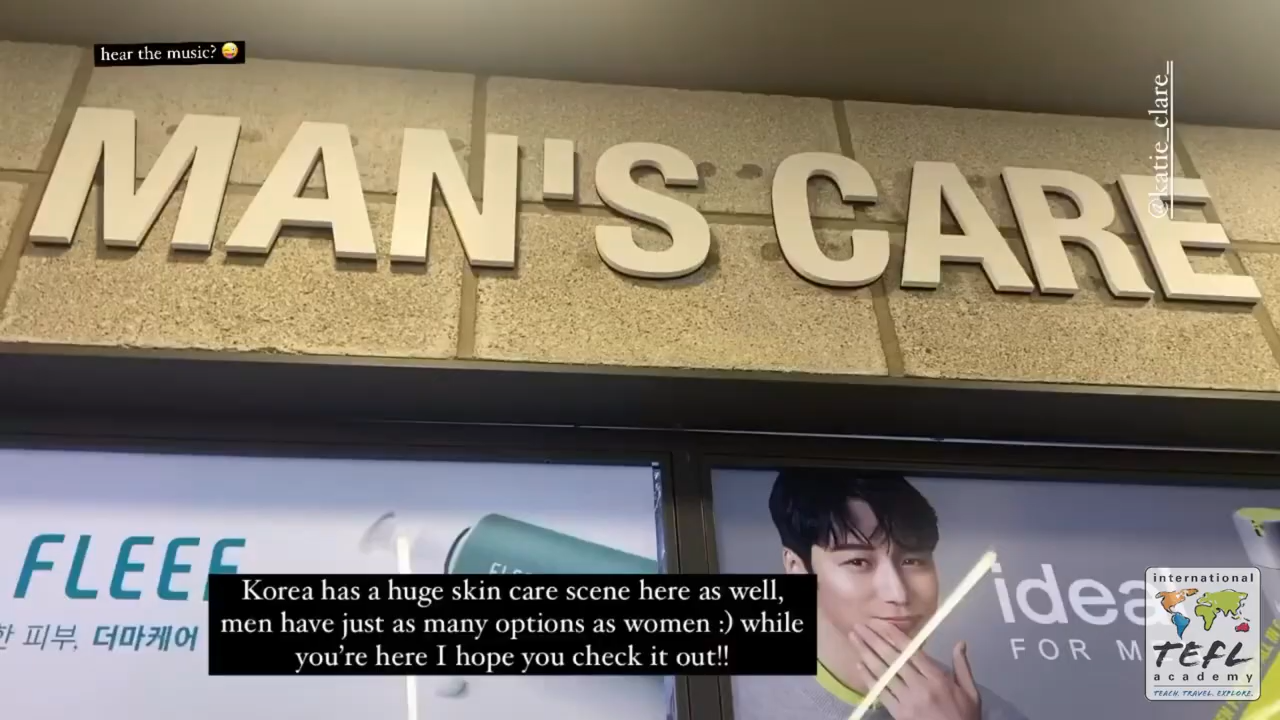 hear the music? 😜
@katie_clare_
MAN'S CARE
FLEEF
한 피부, 더마케어
Korea has a huge skin care scene here as well,
men have just as many options as women :) while
you're here I hope you check it out!!
ideal
FOR M
international
TEFL
academy
TEACH. TRAVEL. EXPLORE.